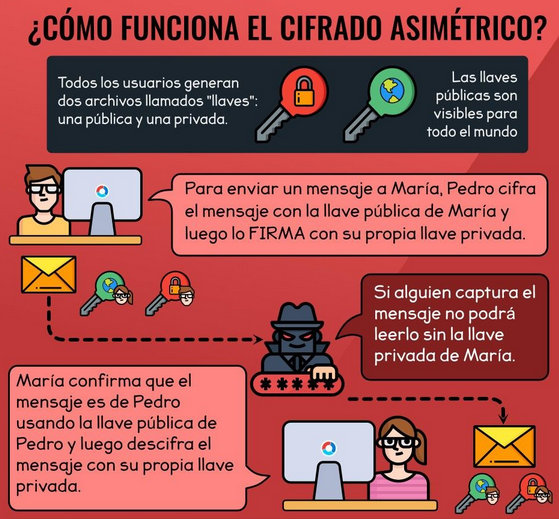 ¿CÓMO FUNCIONA EL CIFRADO ASIMÉTRICO?
Todos los usuarios generan
dos archivos llamados "llaves":
una pública y una privada.
Las llaves
públicas son
visibles para
todo el mundo
Para enviar un mensaje a María, Pedro cifra
el mensaje con la llave pública de María y
luego lo FIRMA con su propia llave privada.
Si alguien captura el
mensaje no podrá
leerlo sin la llave
privada de María.
*****
María confirma que el
mensaje es de Pedro
usando la llave pública de
Pedro y luego descifra el
mensaje con su propia llave
privada.